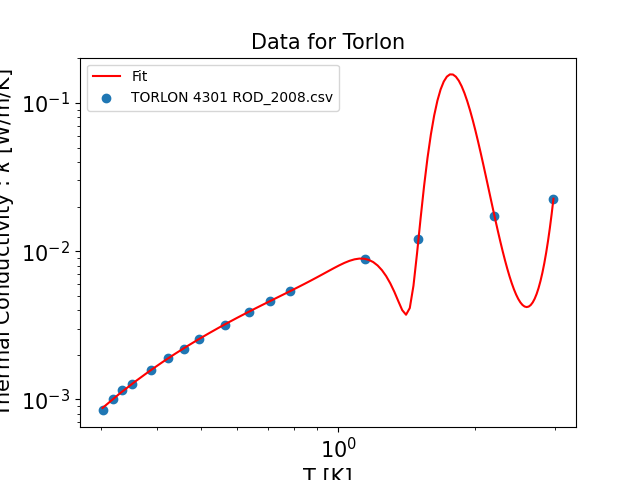 Data for Torlon
Fit
TORLON 4301 ROD_2008.csv
Thermal Conductivity : k [W/m/K]
10⁻¹
10⁻²
10⁻³
10⁰
T [K]